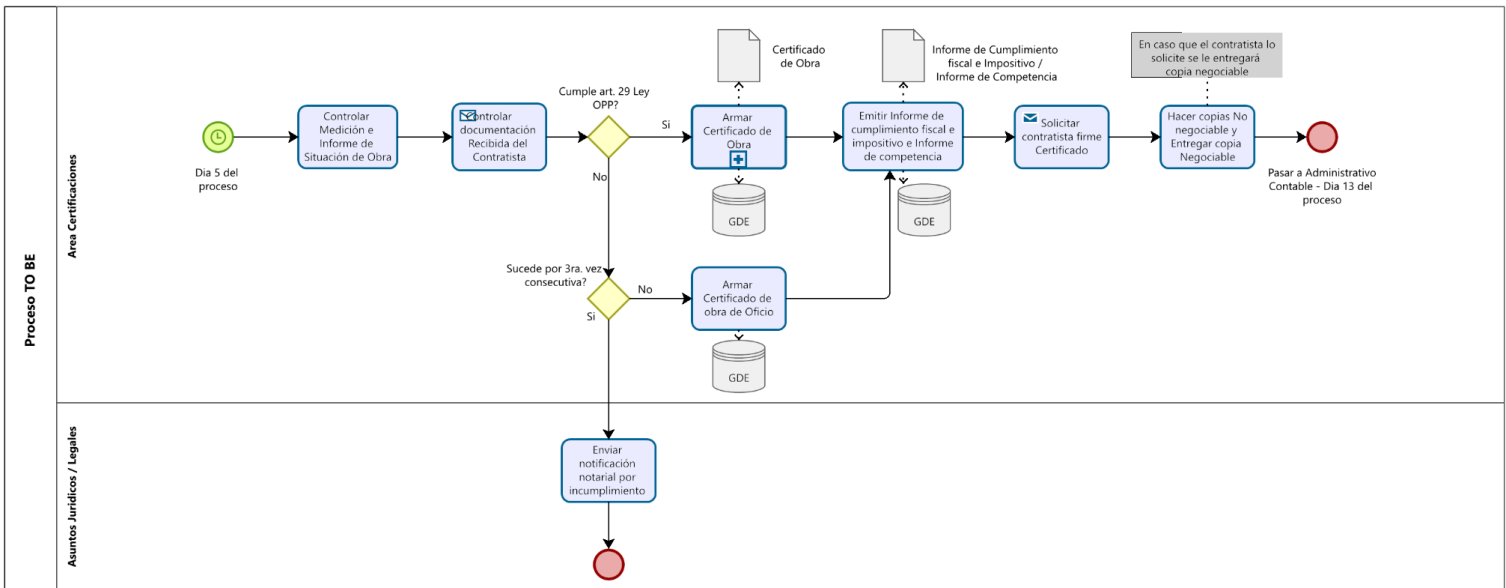 Proceso TO BE
Area Certificaciones
Dia 5 del
proceso
Controlar
Medición e
Informe de
Situación de Obra
Controlar
documentación
Recibida del
Contratista
Cumple art. 29 Ley
OPP?
Si
No
Armar
Certificado de
Obra
Certificado
de Obra
GDE
Emitir Informe de
cumplimiento fiscal e
impositivo e Informe
de competencia
Informe de Cumplimiento
fiscal e Impositivo /
Informe de Competencia
GDE
Solicitar
contratista firme
Certificado
En caso que el contratista lo
solicite se le entregará
copia negociable
Hacer copias No
negociable y
Entregar copia
Negociable
Pasar a Administrativo
Contable - Dia 13 del
proceso
Sucede por 3ra. vez
consecutiva?
No
Si
Armar
Certificado de
obra de Oficio
GDE
Asuntos Juridicos / Legales
Enviar
notificación
notarial por
incumplimiento